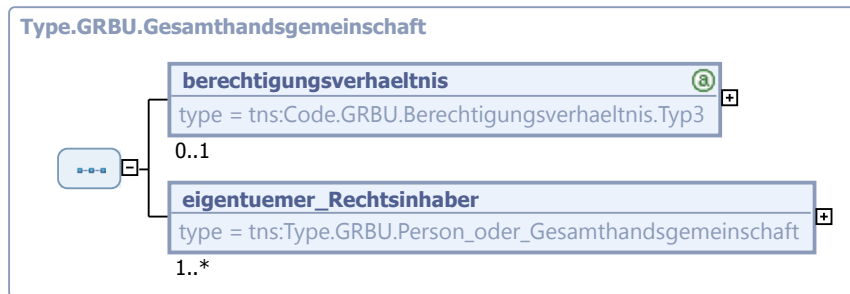 Type.GRBU.Gesamthandsgemeinschaft
berechtigungsverhaeltnis
type = tns:Code.GRBU.Berechtigungsverhaeltnis.Typ3
0..1
eigentuemer_Rechtsinhaber
type = tns:Type.GRBU.Person_oder_Gesamthandsgemeinschaft
1..*